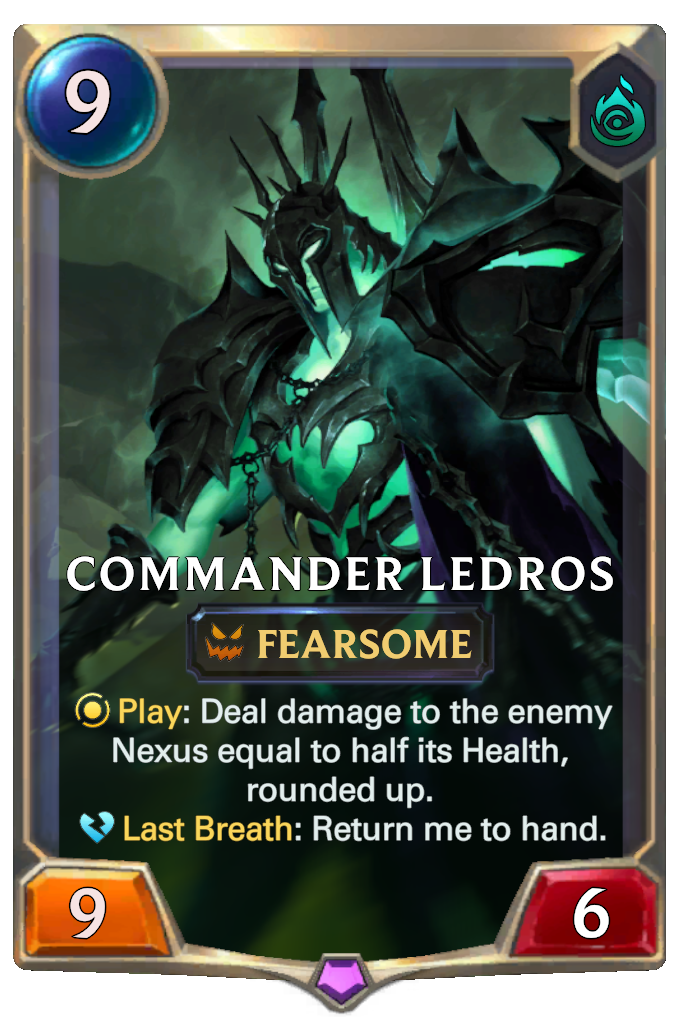 9
COMMANDER LEDROS
FEARSOME
Play: Deal damage to the enemy
Nexus equal to half its Health,
rounded up.
Last Breath: Return me to hand.
9
6